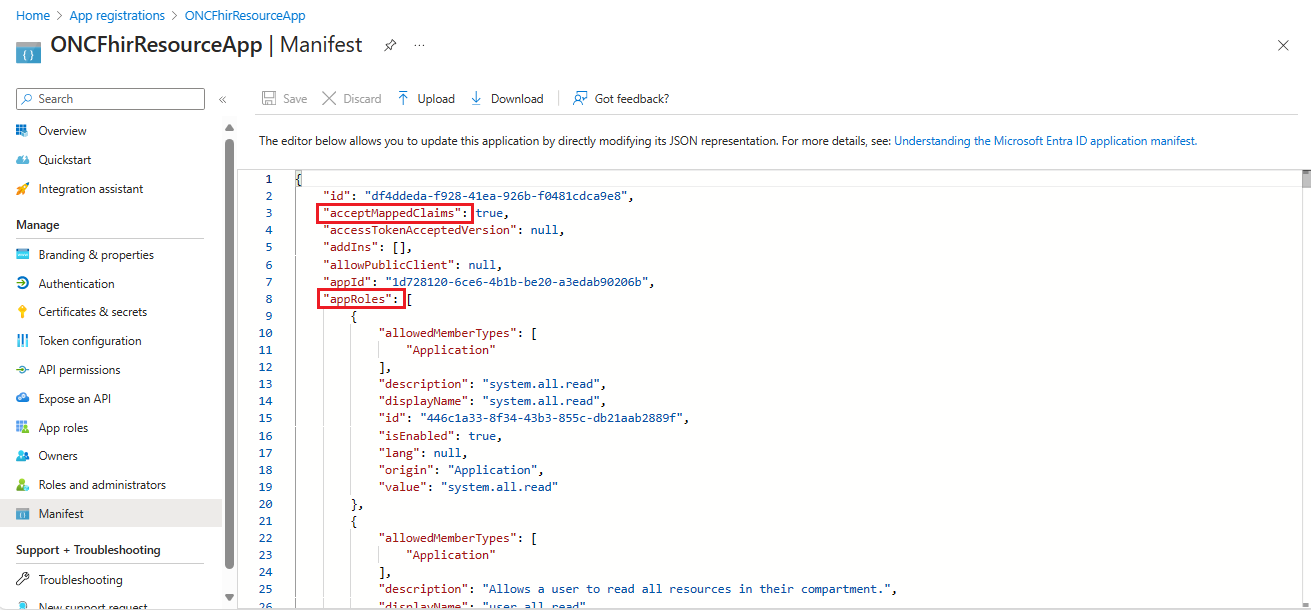 Home > App registrations > ONCFhirResourceApp
ONCFhirResourceApp | Manifest
Search
Save Discard Upload Download Got feedback?
Overview
Quickstart
Integration assistant
Manage
Branding & properties
Authentication
Certificates & secrets
Token configuration
API permissions
Expose an API
App roles
Owners
Roles and administrators
Manifest
Support + Troubleshooting
Troubleshooting
New support request
The editor below allows you to update this application by directly modifying its JSON representation. For more details, see: Understanding the Microsoft Entra ID application manifest.
1 {
2 "id": "df4ddeda-f928-41ea-926b-f0481cdca9e8",
3 "acceptMappedClaims": true,
4 "accessTokenAcceptedVersion": null,
5 "addIns": [],
6 "allowPublicClient": null,
7 "appId": "1d728120-6ce6-4b1b-be20-a3edab90206b",
8 "appRoles": [
9 {
10 "allowedMemberTypes": [
11 "Application"
12 ],
13 "description": "system.all.read",
14 "displayName": "system.all.read",
15 "id": "446c1a33-8f34-43b3-855c-db21aab2889f",
16 "isEnabled": true,
17 "lang": null,
18 "origin": "Application",
19 "value": "system.all.read"
20 },
21 {
22 "allowedMemberTypes": [
23 "Application"
24 ],
25 "description": "Allows a user to read all resources in their compartment.",
26 "displayName": "user.all.read"